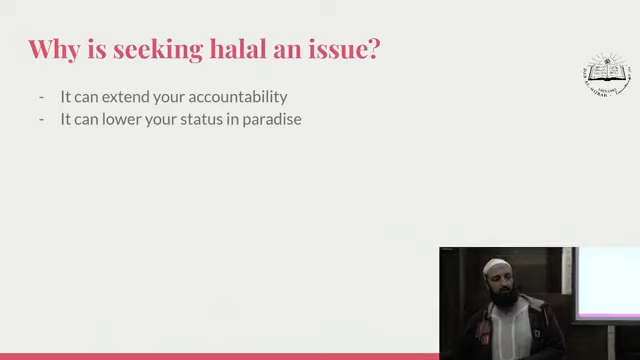 Why is seeking halal an issue?
- It can extend your accountability
- It can lower your status in paradise